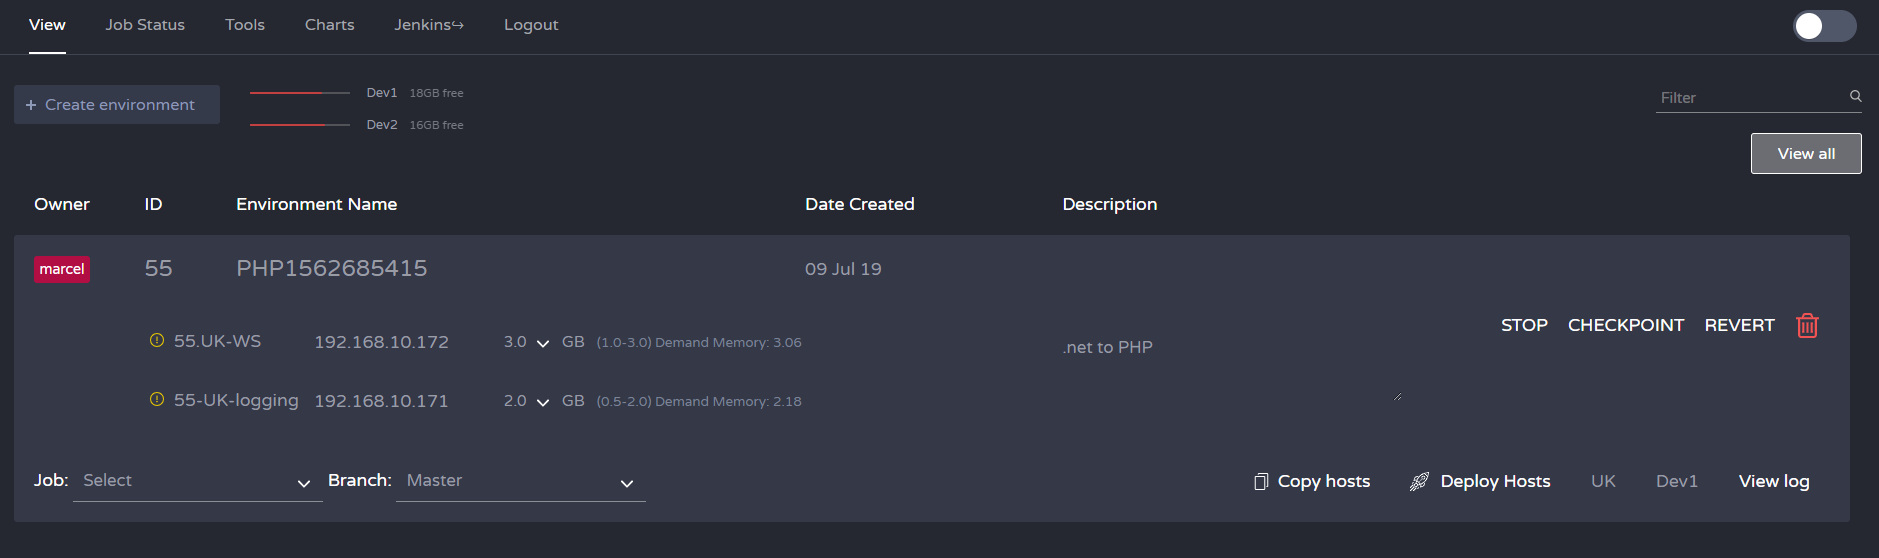 View Job Status Tools Charts Jenkins↪ Logout
+ Create environment
Dev1 18GB free
Dev2 16GB free
Filter
View all
Owner ID Environment Name Date Created Description
marcel 55 PHP1562685415 09 Jul 19
55.UK-WS 192.168.10.172 3.0 GB (1.0-3.0) Demand Memory: 3.06
.net to PHP
STOP CHECKPOINT REVERT
55-UK-logging 192.168.10.171 2.0 GB (0.5-2.0) Demand Memory: 2.18
Job: Select Branch: Master Copy hosts Deploy Hosts UK Dev1 View log